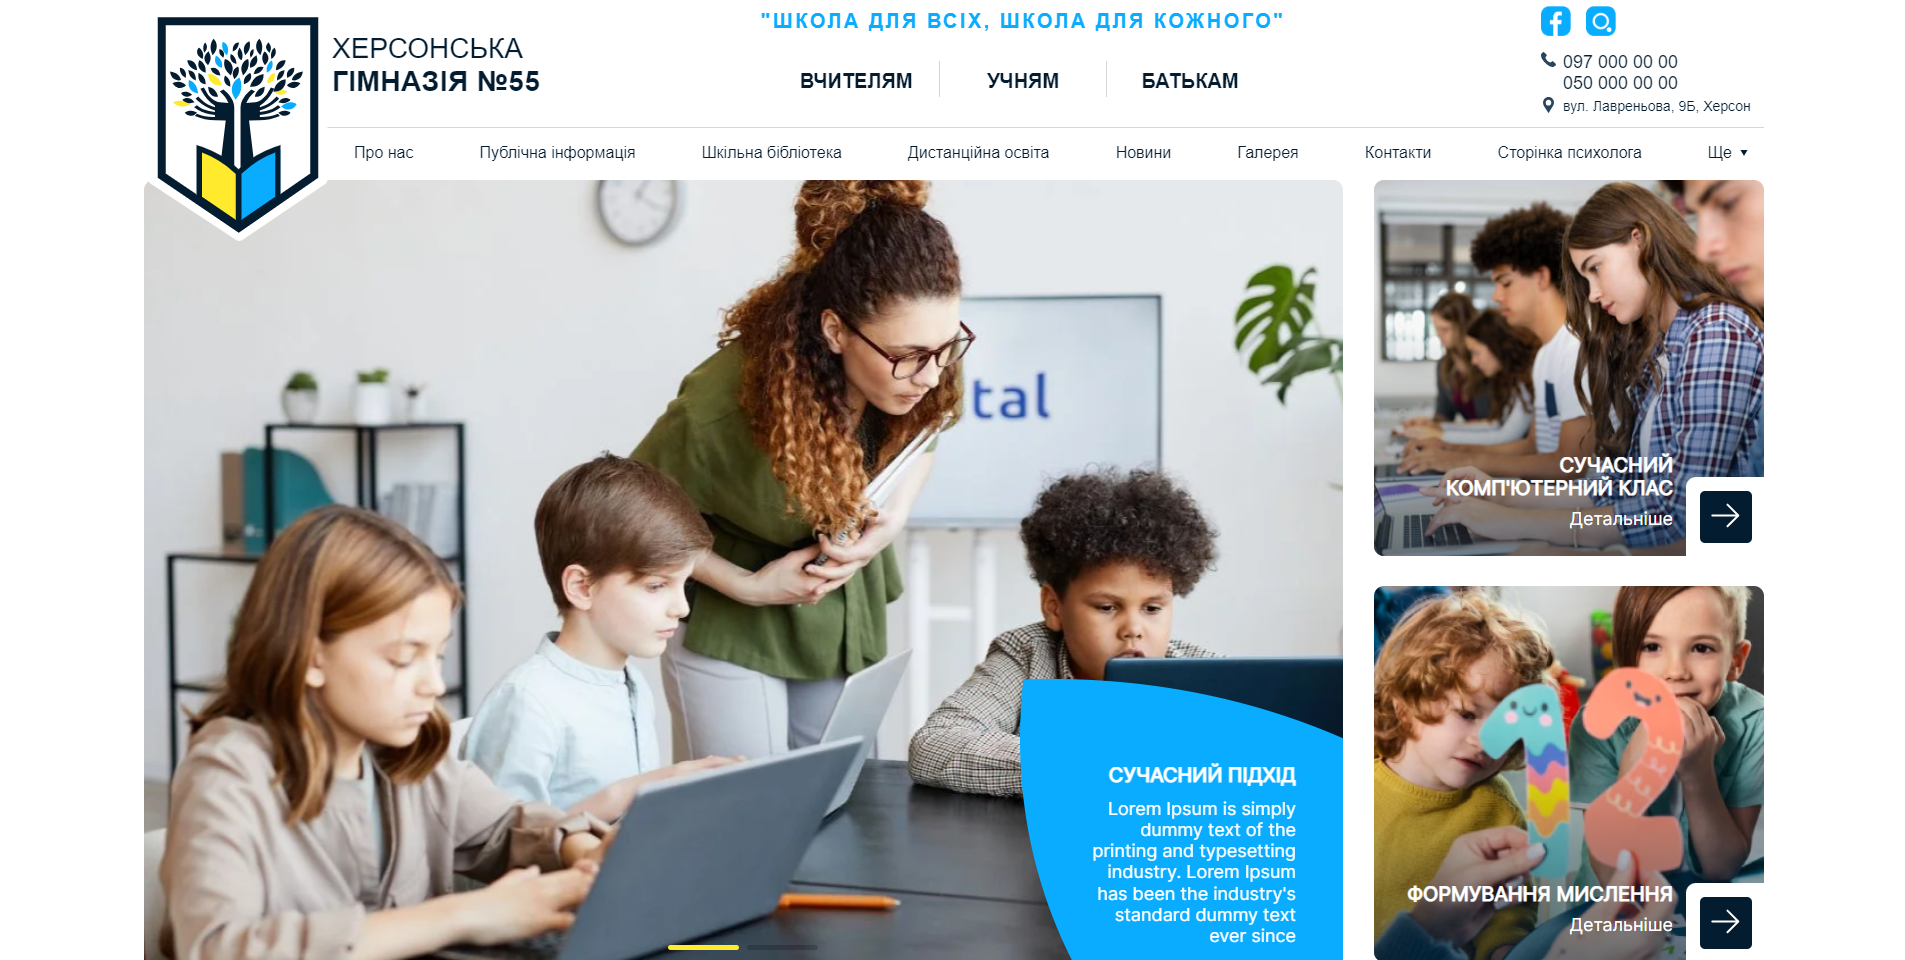 "ШКОЛА ДЛЯ ВСІХ, ШКОЛА ДЛЯ КОЖНОГО"
ХЕРСОНСЬКА
ГІМНАЗІЯ №55
ВЧИТЕЛЯМ
УЧНЯМ
БАТЬКАМ
097 000 00 00
050 000 00 00
вул. Лавреньова, 9Б, Херсон
Про нас
Публічна інформація
Шкільна бібліотека
Дистанційна освіта
Новини
Галерея
Контакти
Сторінка психолога
Ще
tal
СУЧАСНИЙ ПІДХІД
Lorem Ipsum is simply
dummy text of the
printing and typesetting
industry. Lorem Ipsum
has been the industry's
standard dummy text
ever since
СУЧАСНИЙ
КОМП'ЮТЕРНИЙ КЛАС
Детальніше
12
ФОРМУВАННЯ МИСЛЕННЯ
Детальніше